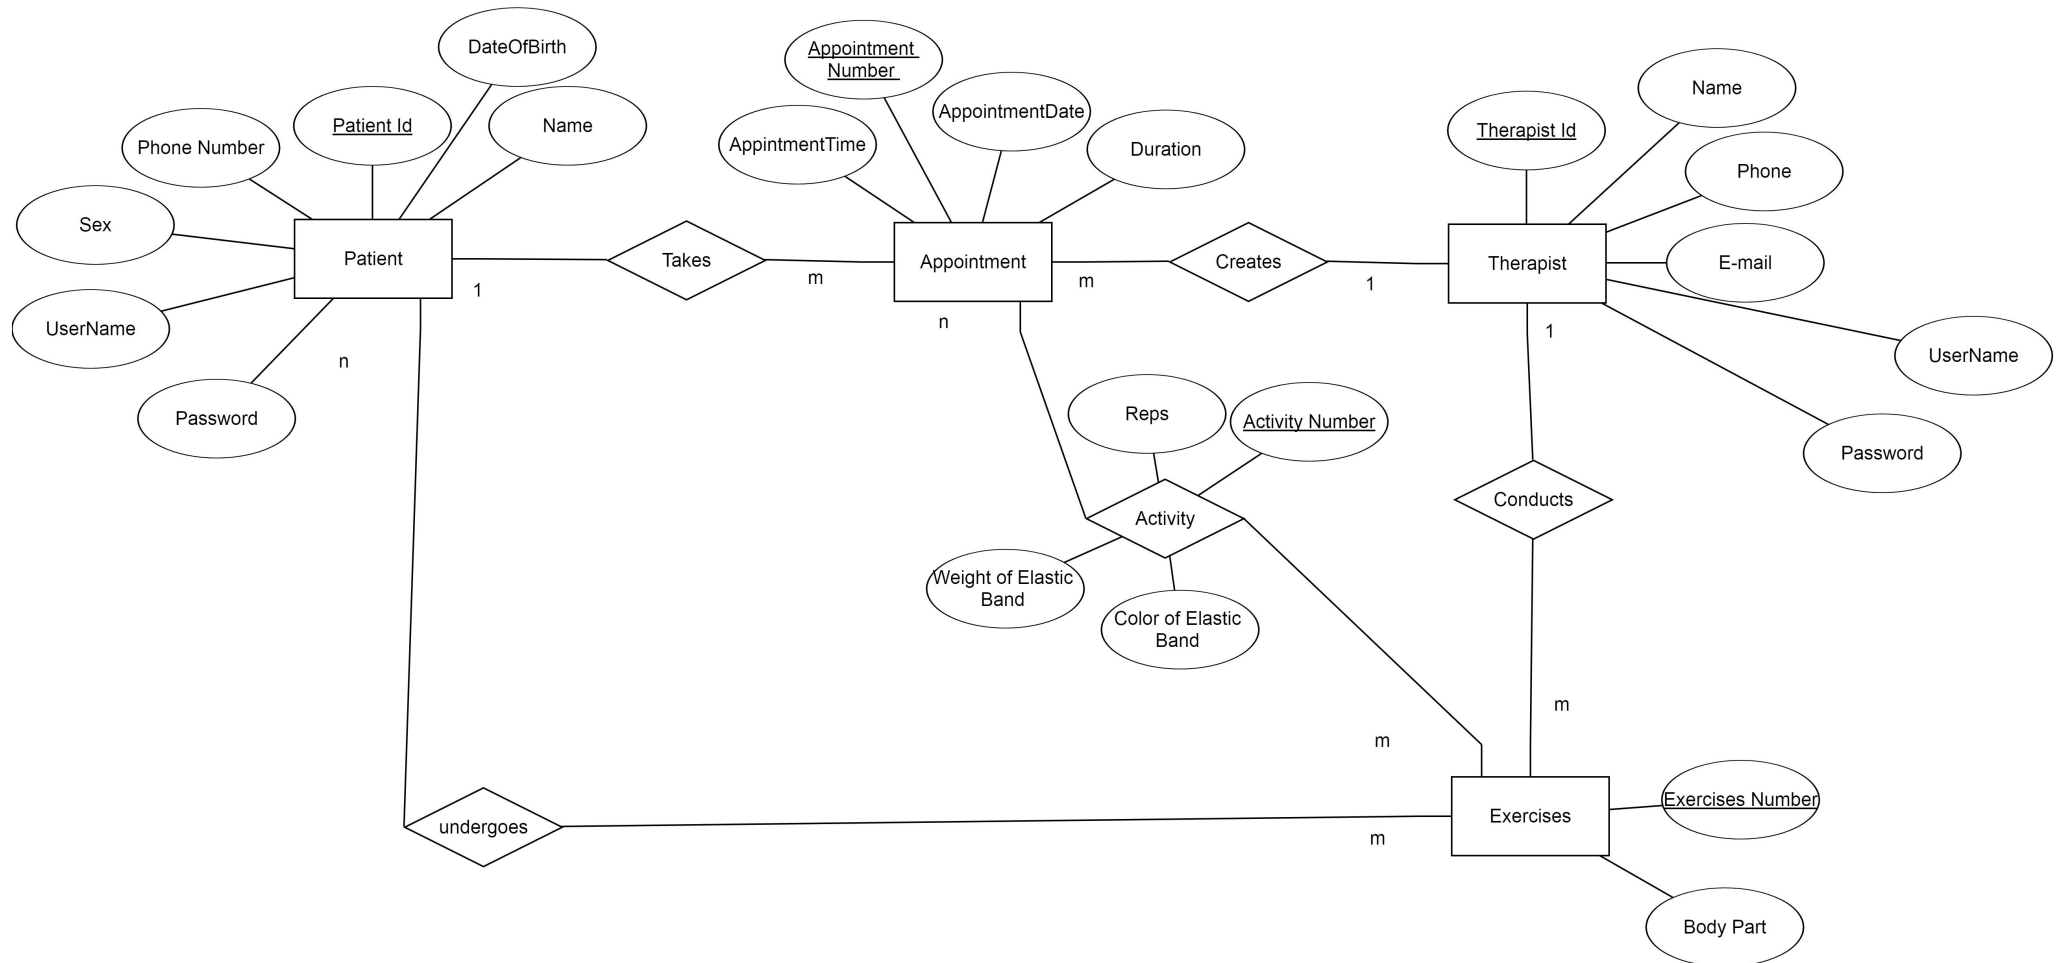 DateOfBirth
Appointment
Number
Name
AppointmentDate
Patient Id
Name
Therapist Id
Phone Number
AppintmentTime
Duration
Phone
Sex
Patient
Takes
Appointment
Creates
Therapist
E-mail
1
m
m
1
UserName
n
1
UserName
n
Password
Reps
Activity Number
Password
Conducts
Activity
Weight of Elastic
Band
Color of Elastic
Band
m
m
Exercises Number
undergoes
Exercises
m
Body Part